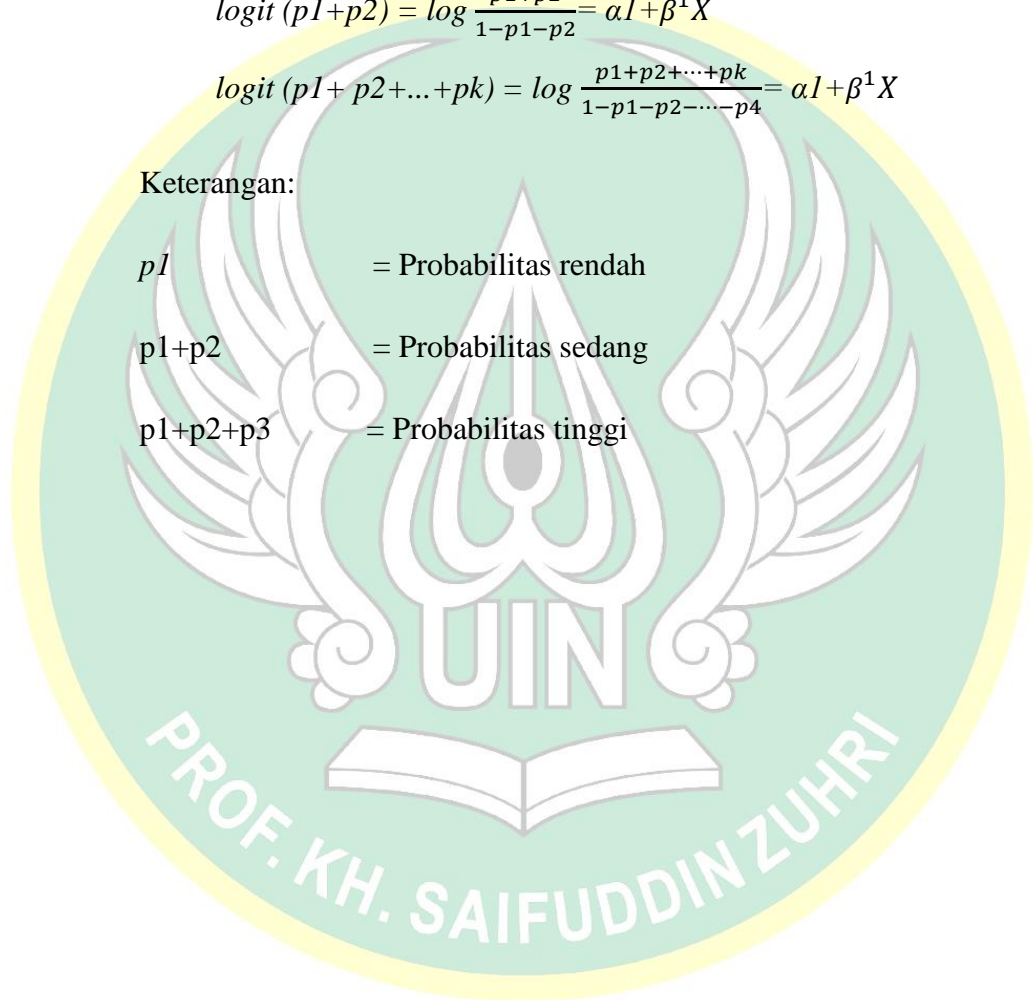 logit (p1+p2) = log p1+p2/1−p1−p2 = α1+β¹X
logit (p1+ p2+...+pk) = log p1+p2+⋯+pk/1−p1−p2−⋯−p4 = α1+β¹X
Keterangan:
p1 = Probabilitas rendah
p1+p2 = Probabilitas sedang
p1+p2+p3 = Probabilitas tinggi
UIN
PROF. KH. SAIFUDDIN ZUHRI